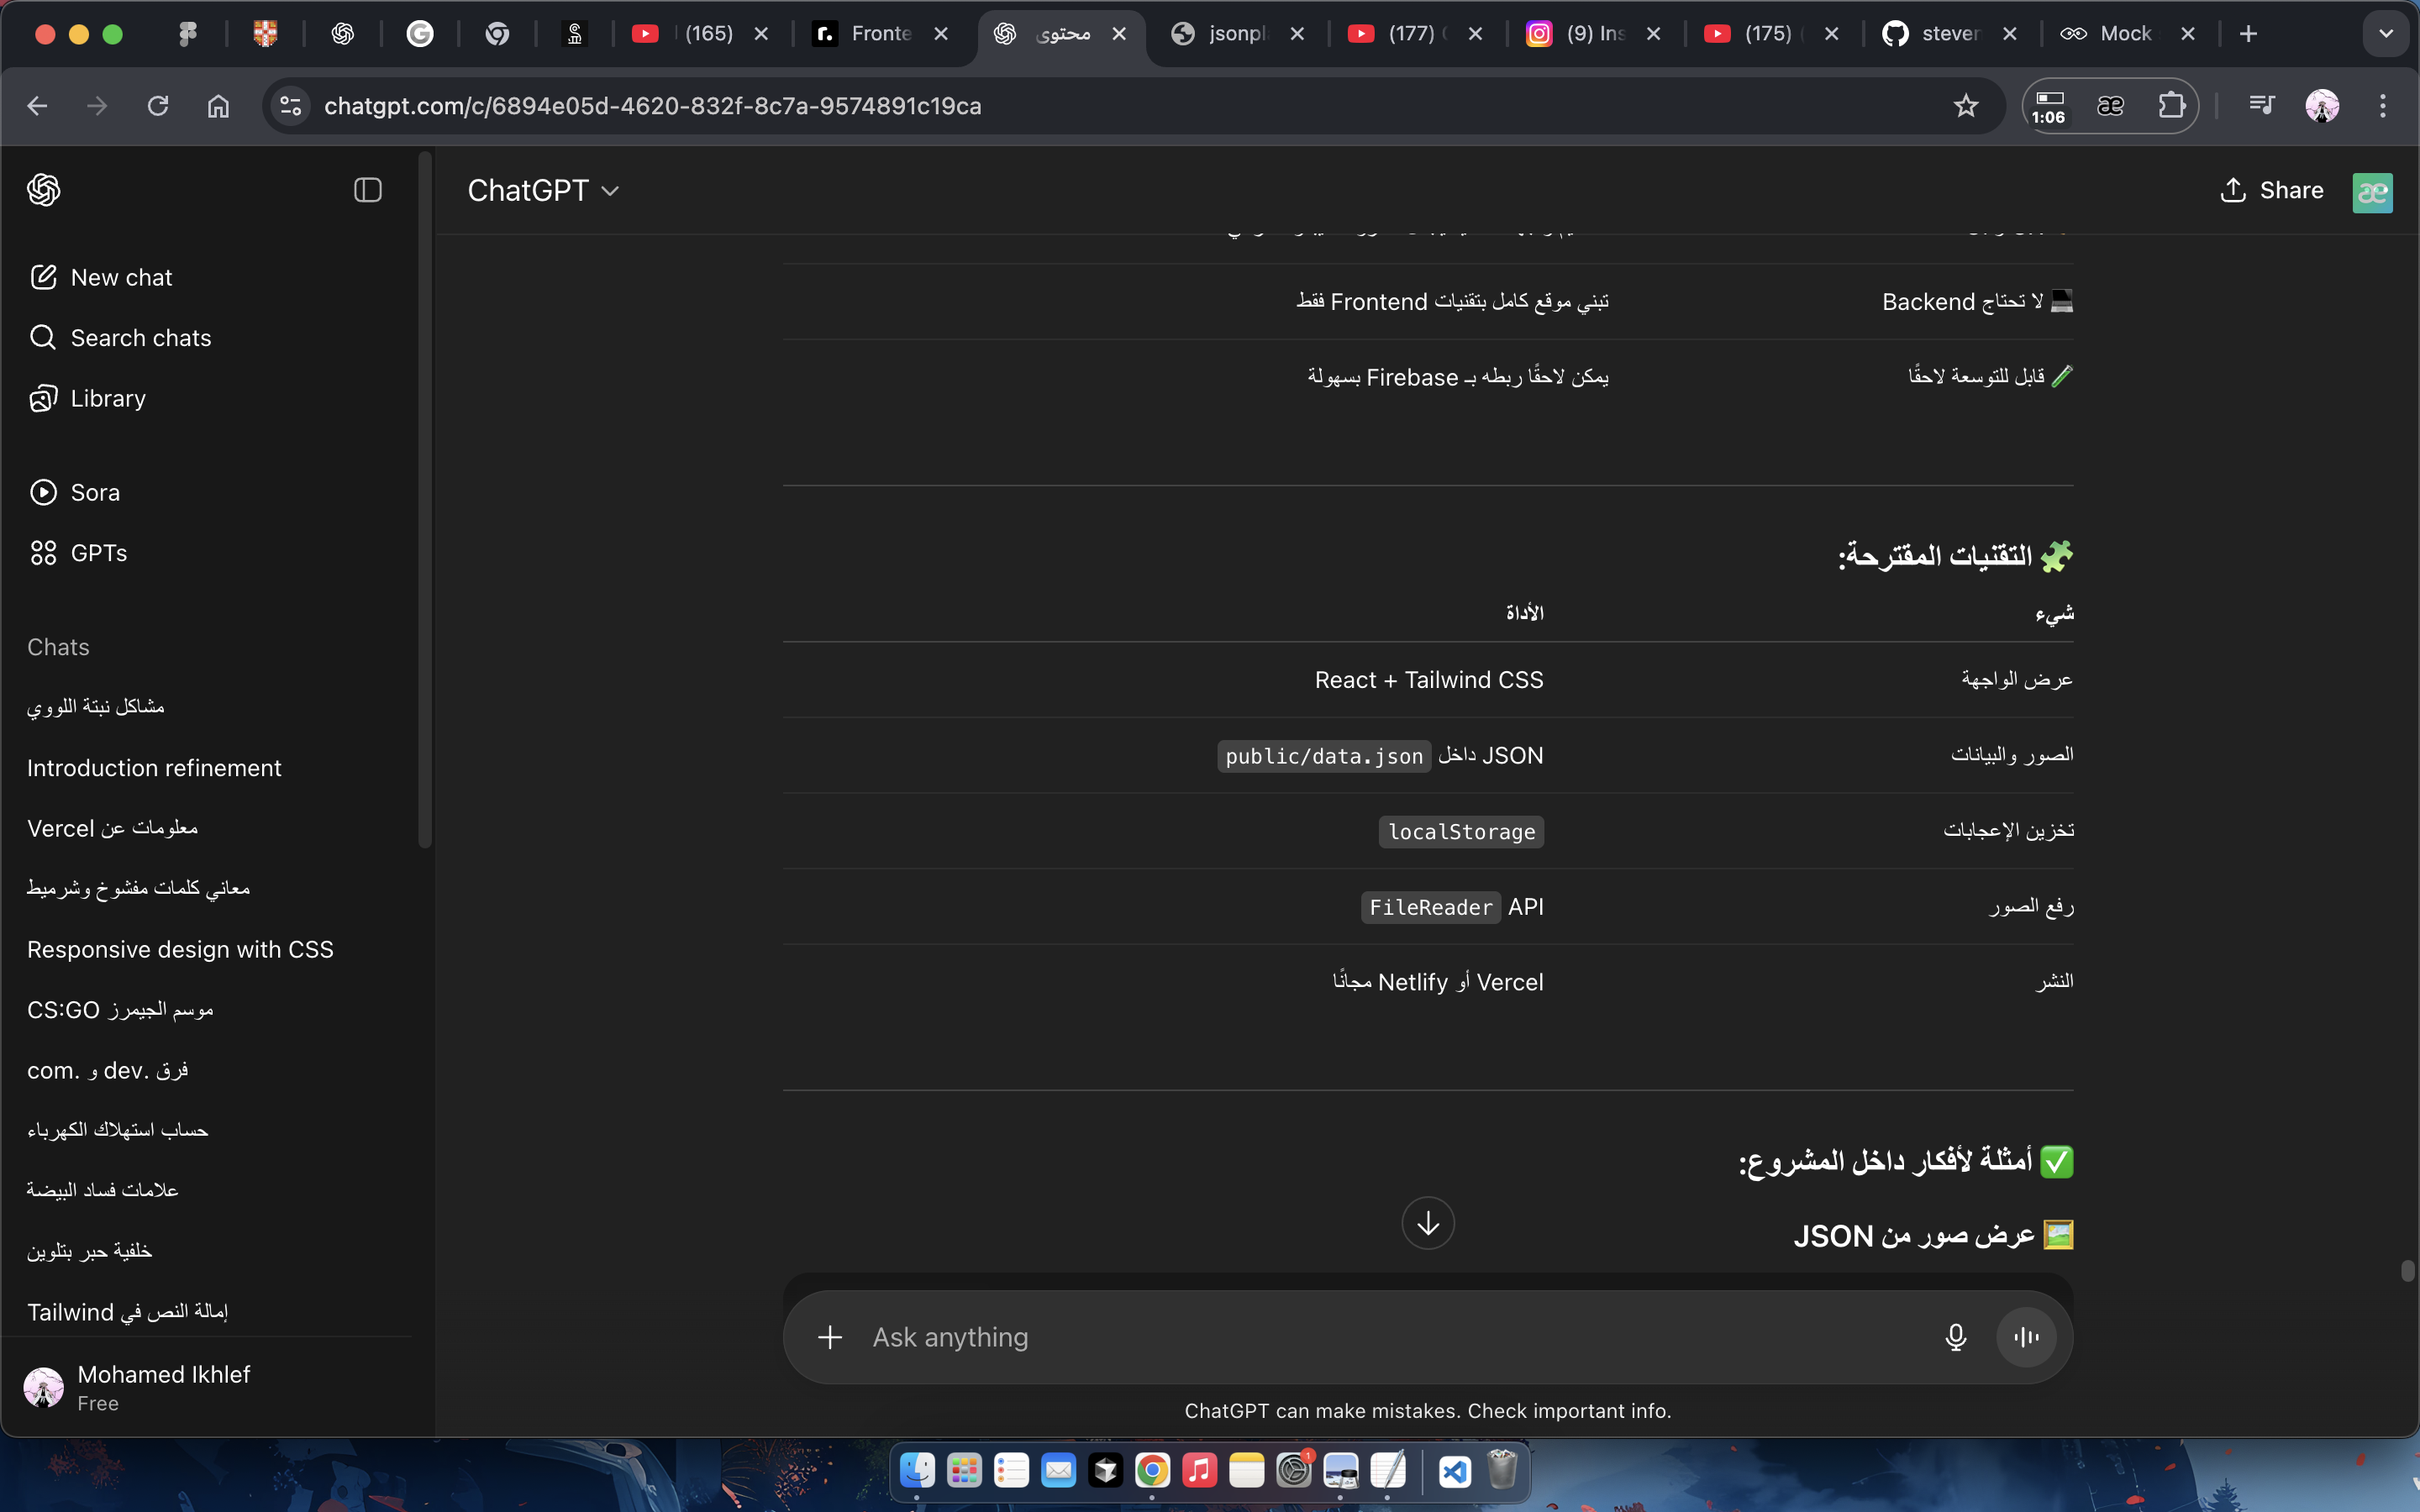 (165)
Fronte
محتوى
jsonpl
(177)
(9) Ins
(175)
steven
Mock
chatgpt.com/c/6894e05d-4620-832f-8c7a-9574891c19ca
1:06
æ
ChatGPT
Share
æ
New chat
Search chats
Library
Sora
GPTs
Chats
مشاكل نبتة اللووي
Introduction refinement
معلومات عن Vercel
معاني كلمات مفشوخ وشرميط
Responsive design with CSS
موسم الجيمرز CS:GO
فرق .dev و .com
حساب استهلاك الكهرباء
علامات فساد البيضة
خلفية حبر بتلوين
إمالة النص في Tailwind
Mohamed Ikhlef
Free
💻 لا تحتاج Backend تبني موقع كامل بتقنيات Frontend فقط
🧪 قابل للتوسعة لاحقًا يمكن لاحقًا ربطه بـ Firebase بسهولة
🧩 التقنيات المقترحة:
شيء الأداة
عرض الواجهة React + Tailwind CSS
الصور والبيانات JSON داخل public/data.json
تخزين الإعجابات localStorage
رفع الصور FileReader API
النشر Vercel أو Netlify مجانًا
✅ أمثلة لأفكار داخل المشروع:
🖼️ عرض صور من JSON
Ask anything
ChatGPT can make mistakes. Check important info.
1